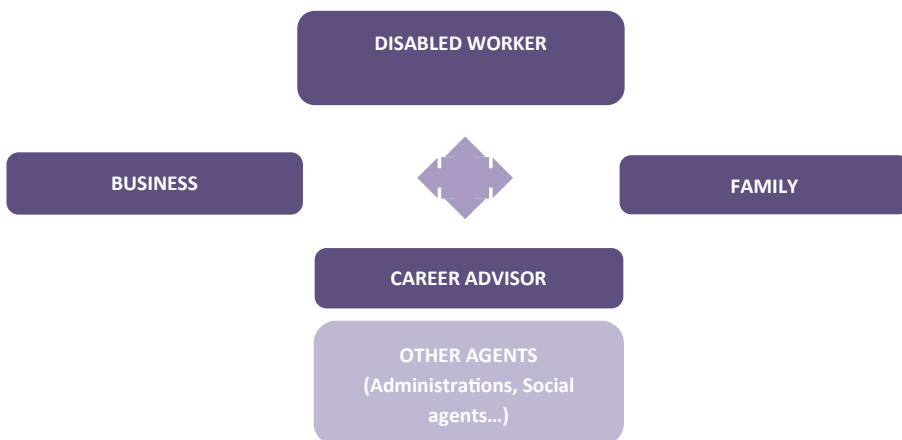 DISABLED WORKER
BUSINESS
FAMILY
CAREER ADVISOR
OTHER AGENTS
(Administrations, Social
agents…)